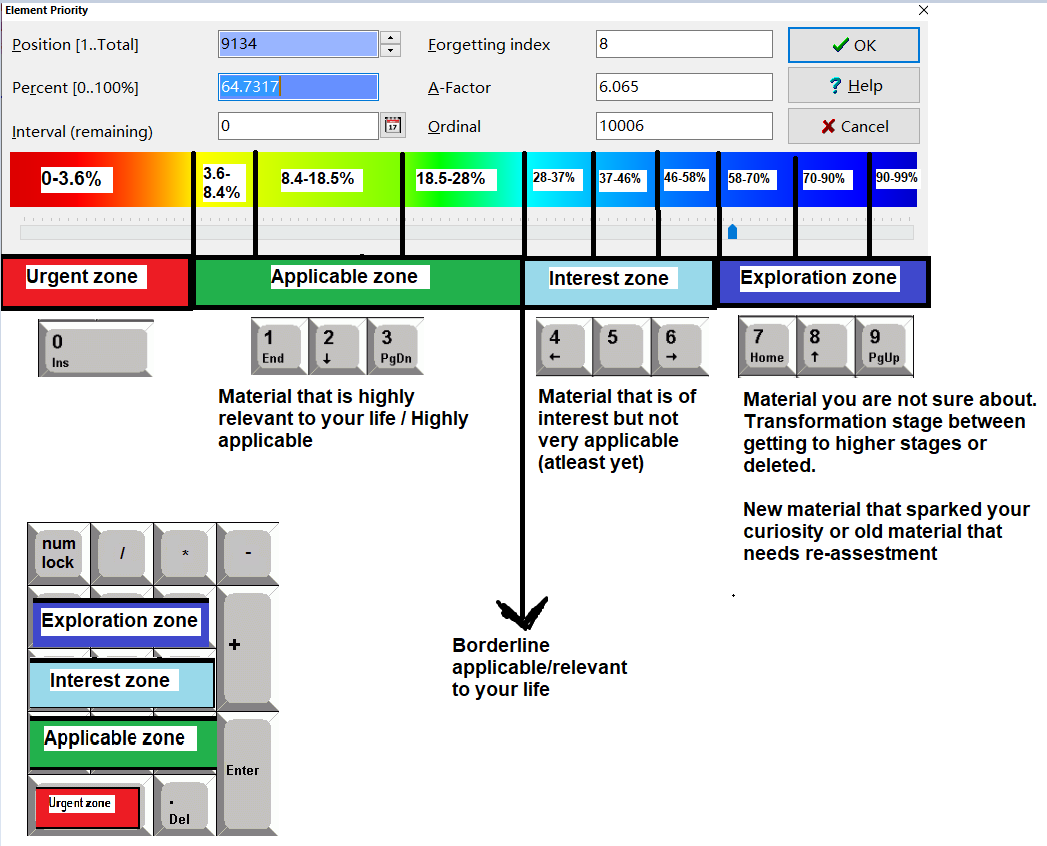 Element Priority
Position [1..Total]
9134
Forgetting index
8
OK
Percent [0..100%]
64.7317
A-Factor
6.065
Help
Interval (remaining)
0
17
Ordinal
10006
Cancel
0-3.6%
3.6-
8.4%
8.4-18.5%
18.5-28%
28-37%
37-46%
46-58%
58-70%
70-90%
90-99%
Urgent zone
Applicable zone
Interest zone
Exploration zone
0
Ins
1
End
2
↓
3
PgDn
4
←
5
6
→
7
Home
8
↑
9
PgUp
Material that is highly
relevant to your life / Highly
applicable
Material that is of
interest but not
very applicable
(atleast yet)
Material you are not sure about.
Transformation stage between
getting to higher stages or
deleted.
New material that sparked your
curiosity or old material that
needs re-assestment
num
lock
/
*
-
Exploration zone
+
Interest zone
Applicable zone
Enter
Urgent zone
.
Del
Borderline
applicable/relevant
to your life